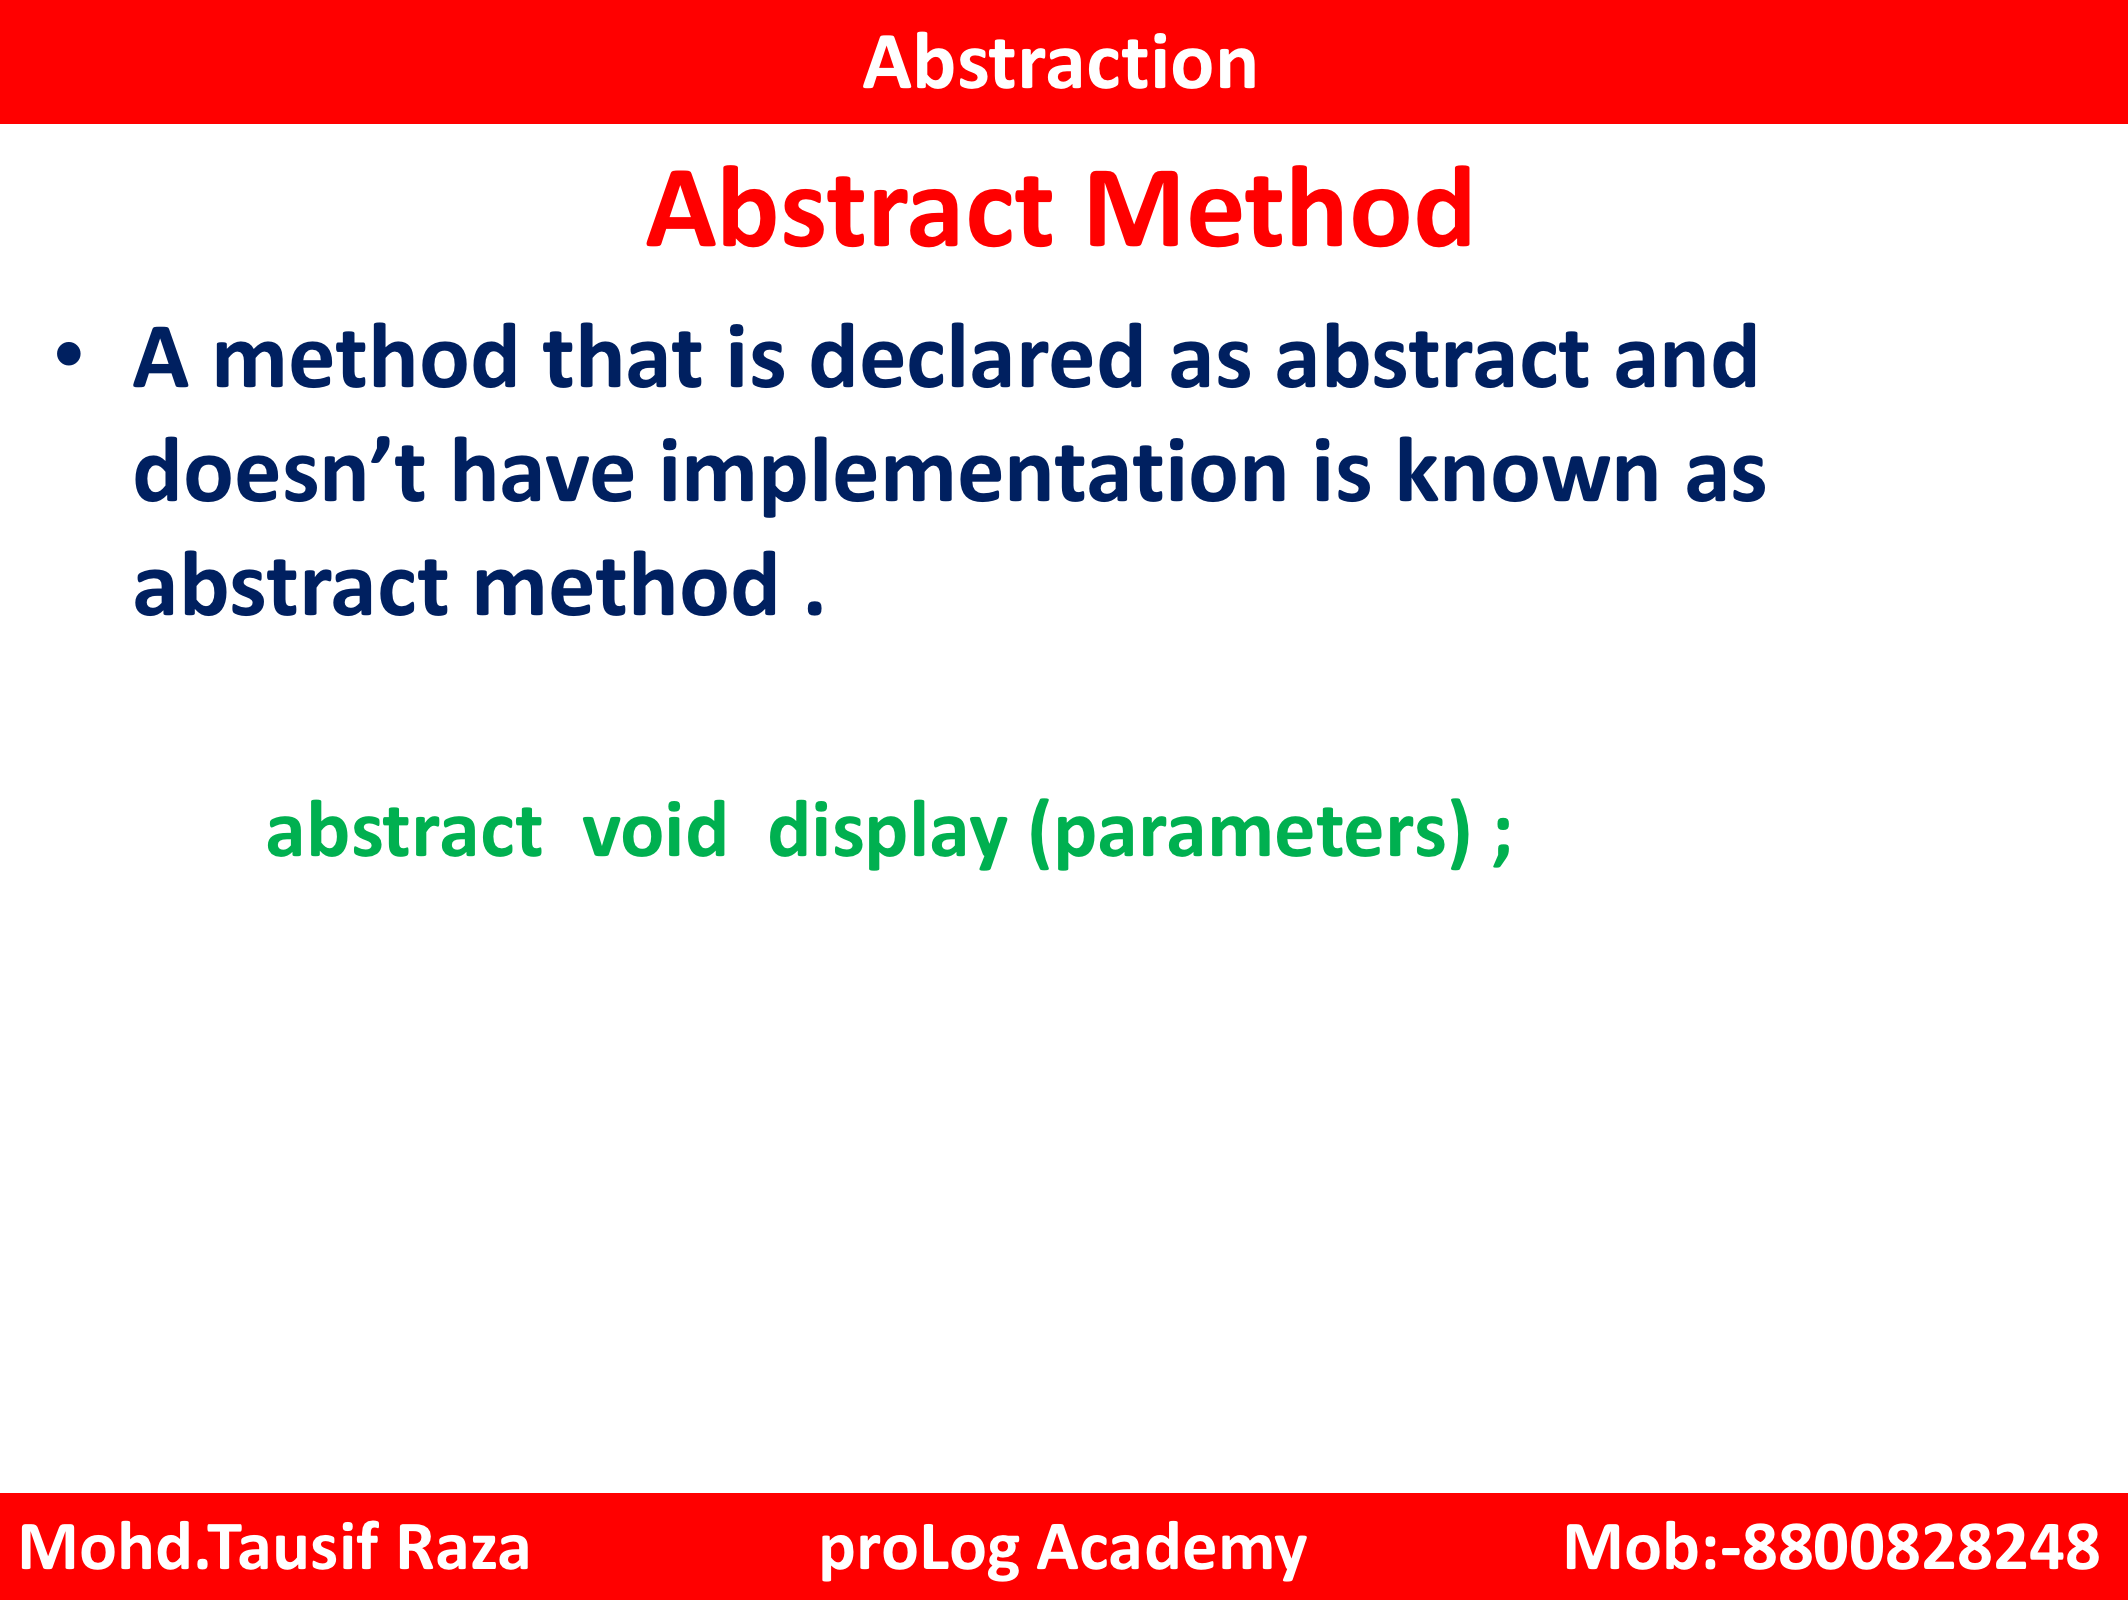 Abstraction
Abstract Method
• A method that is declared as abstract and
doesn’t have implementation is known as
abstract method .
abstract void display (parameters) ;
Mohd.Tausif Raza proLog Academy Mob:-8800828248